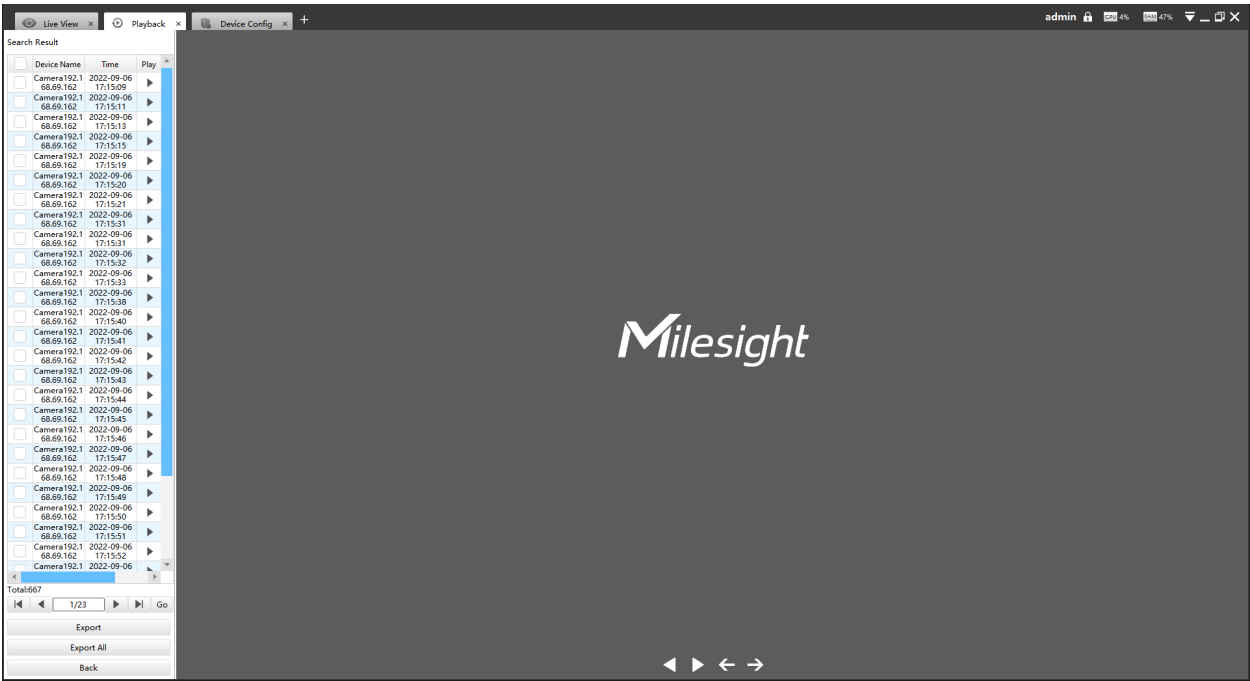 Live View × Playback × Device Config × +
admin CPU 4% RAM 47%
Search Result
Device Name Time Play
Camera192.1 2022-09-06
68.69.162 17:15:09
Camera192.1 2022-09-06
68.69.162 17:15:11
Camera192.1 2022-09-06
68.69.162 17:15:13
Camera192.1 2022-09-06
68.69.162 17:15:15
Camera192.1 2022-09-06
68.69.162 17:15:19
Camera192.1 2022-09-06
68.69.162 17:15:20
Camera192.1 2022-09-06
68.69.162 17:15:21
Camera192.1 2022-09-06
68.69.162 17:15:31
Camera192.1 2022-09-06
68.69.162 17:15:31
Camera192.1 2022-09-06
68.69.162 17:15:32
Camera192.1 2022-09-06
68.69.162 17:15:33
Camera192.1 2022-09-06
68.69.162 17:15:38
Camera192.1 2022-09-06
68.69.162 17:15:40
Camera192.1 2022-09-06
68.69.162 17:15:41
Camera192.1 2022-09-06
68.69.162 17:15:42
Camera192.1 2022-09-06
68.69.162 17:15:43
Camera192.1 2022-09-06
68.69.162 17:15:44
Camera192.1 2022-09-06
68.69.162 17:15:45
Camera192.1 2022-09-06
68.69.162 17:15:46
Camera192.1 2022-09-06
68.69.162 17:15:47
Camera192.1 2022-09-06
68.69.162 17:15:48
Camera192.1 2022-09-06
68.69.162 17:15:49
Camera192.1 2022-09-06
68.69.162 17:15:50
Camera192.1 2022-09-06
68.69.162 17:15:51
Camera192.1 2022-09-06
68.69.162 17:15:52
Camera192.1 2022-09-06
Total:667
1/23 Go
Export
Export All
Back
Milesight